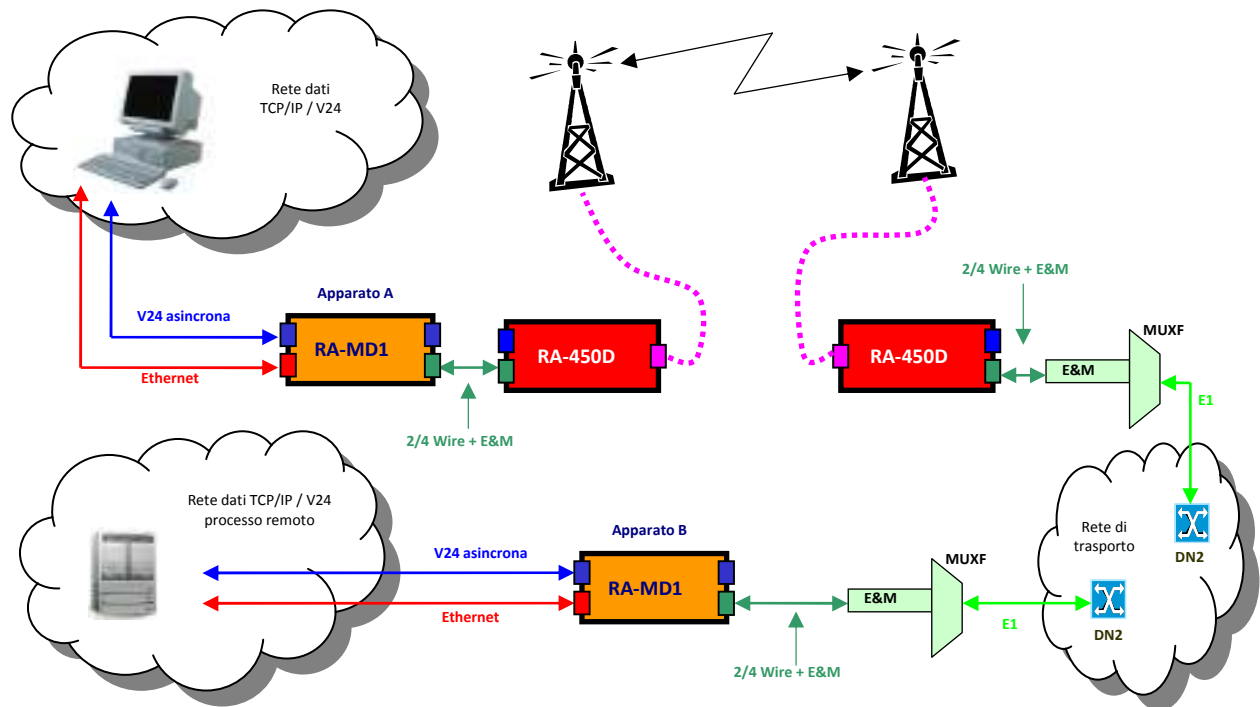 Rete dati
TCP/IP / V24
2/4 Wire + E&M
Apparato A
V24 asincrona
RA-MD1
RA-450D
RA-450D
MUXF
E&M
Ethernet
E1
2/4 Wire + E&M
Rete dati TCP/IP / V24
processo remoto
Apparato B
V24 asincrona
RA-MD1
Ethernet
2/4 Wire + E&M
MUXF
E&M
E1
Rete di
trasporto
DN2
DN2